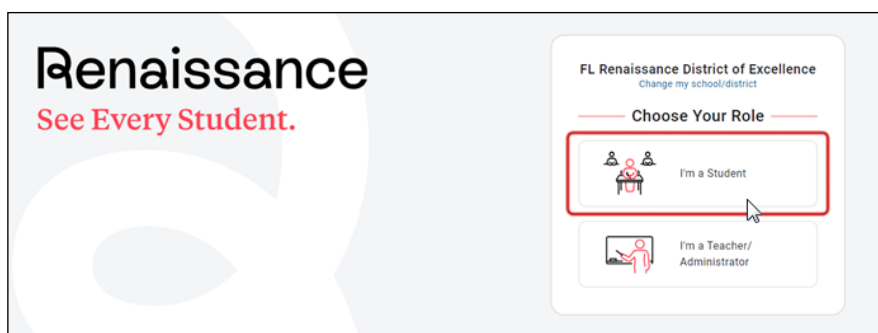 Renaissance
See Every Student.
FL Renaissance District of Excellence
Change my school/district
Choose Your Role
I'm a Student
I'm a Teacher/
Administrator